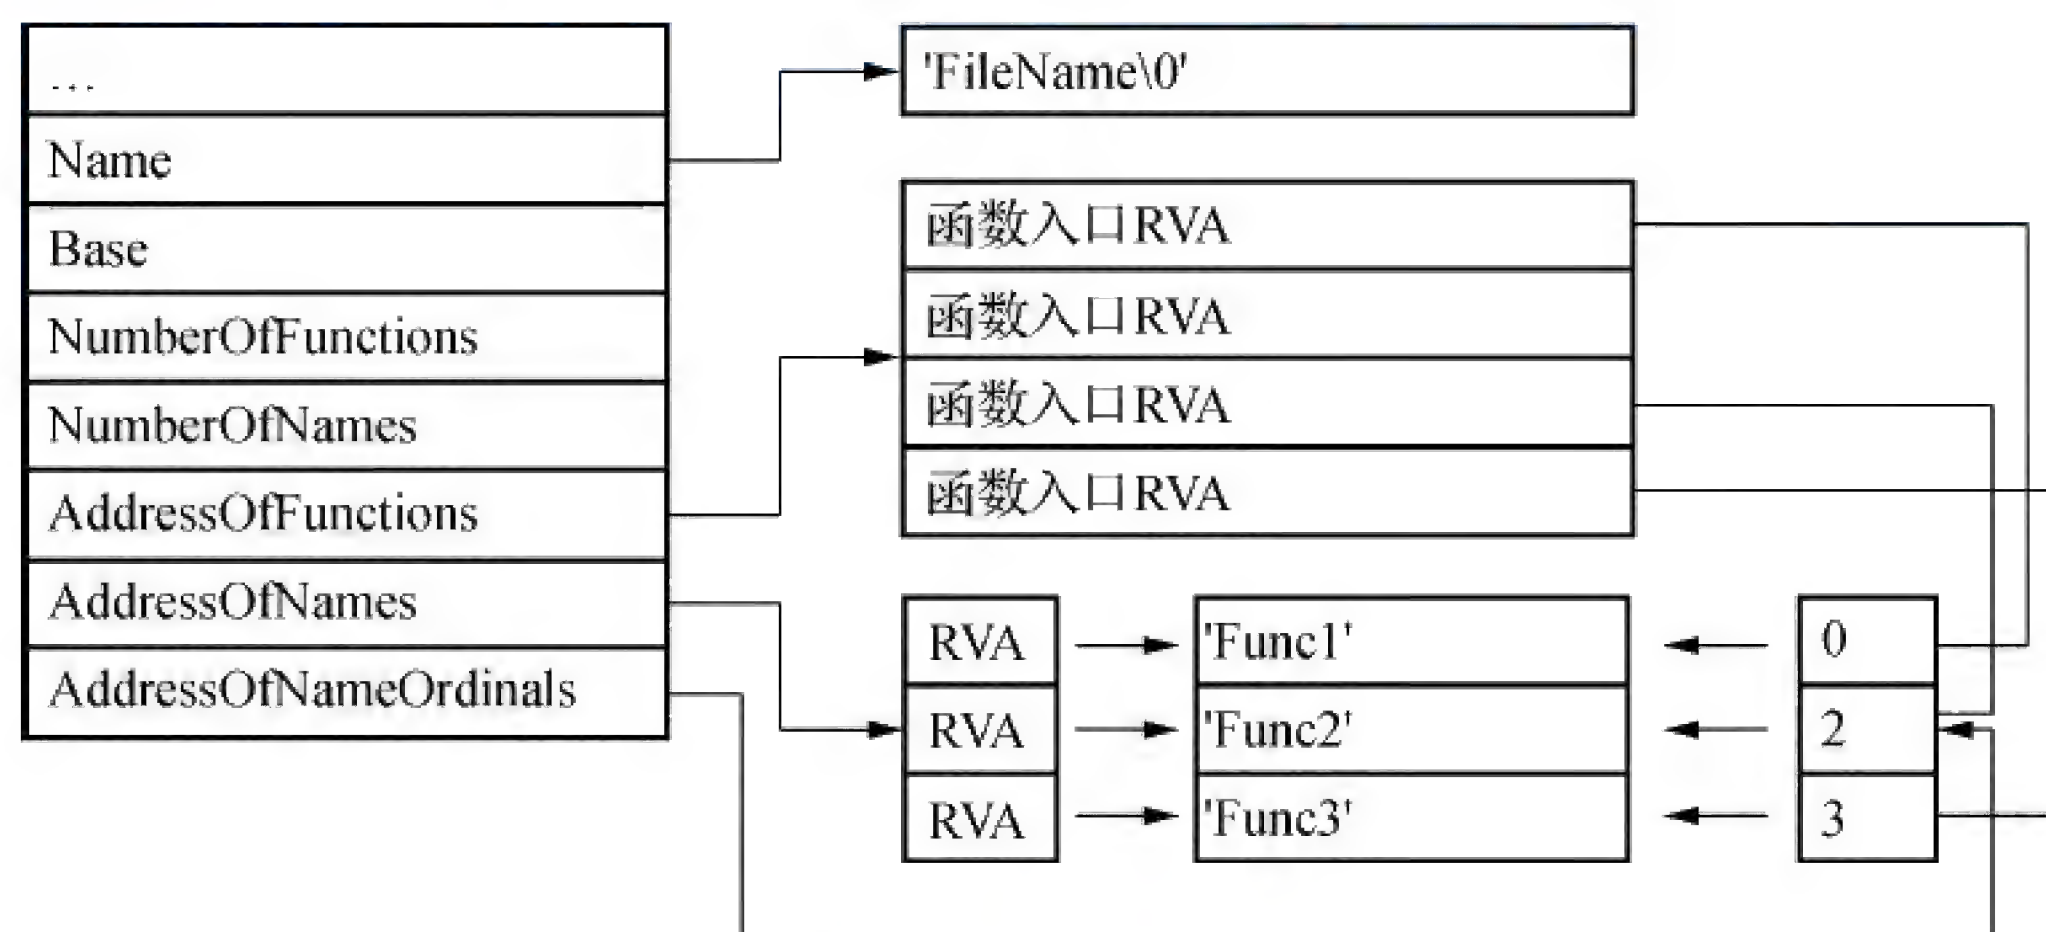 ...
Name
Base
NumberOfFunctions
NumberOfNames
AddressOfFunctions
AddressOfNames
AddressOfNameOrdinals
'FileName\0'
函数入口RVA
函数入口RVA
函数入口RVA
函数入口RVA
RVA 'Func1' 0
RVA 'Func2' 2
RVA 'Func3' 3